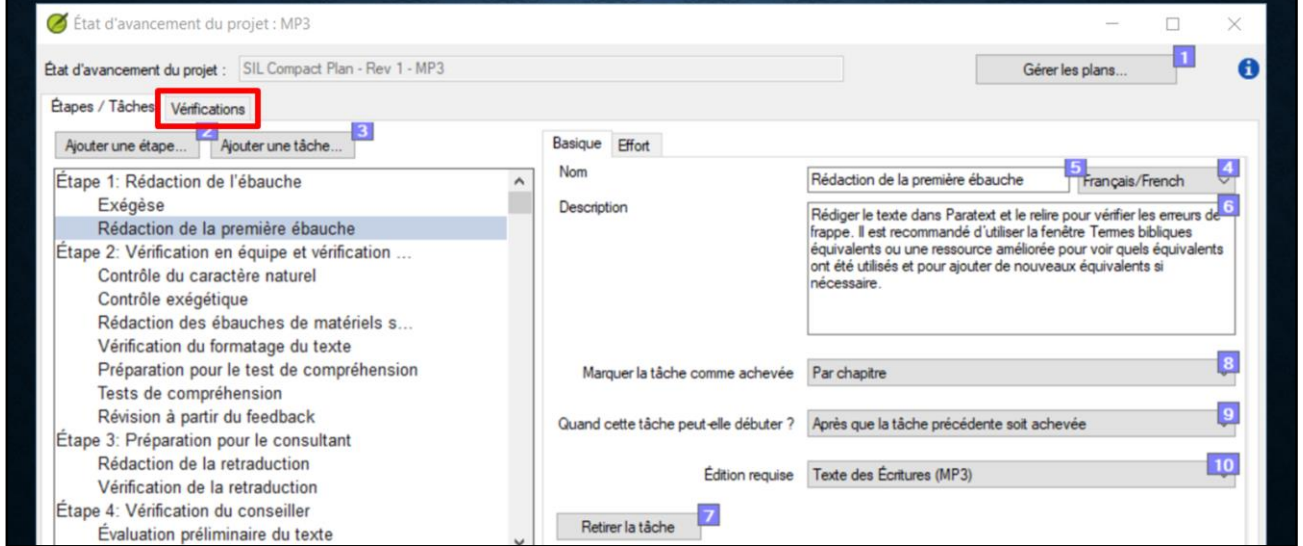 État d'avancement du projet : MP3
État d'avancement du projet : SIL Compact Plan - Rev 1 - MP3
Gérer les plans...
1
Étapes / Tâches Vérifications
Ajouter une étape...
2
Ajouter une tâche...
3
Étape 1: Rédaction de l'ébauche
Exégèse
Rédaction de la première ébauche
Étape 2: Vérification en équipe et vérification ...
Contrôle du caractère naturel
Contrôle exégétique
Rédaction des ébauches de matériels s...
Vérification du formatage du texte
Préparation pour le test de compréhension
Tests de compréhension
Révision à partir du feedback
Étape 3: Préparation pour le consultant
Rédaction de la retraduction
Vérification de la retraduction
Étape 4: Vérification du conseiller
Évaluation préliminaire du texte
Basique Effort
Nom
Rédaction de la première ébauche
5
Français/French
4
Description
Rédiger le texte dans Paratext et le relire pour vérifier les erreurs de
frappe. Il est recommandé d'utiliser la fenêtre Termes bibliques
équivalents ou une ressource améliorée pour voir quels équivalents
ont été utilisés et pour ajouter de nouveaux équivalents si
nécessaire.
6
Marquer la tâche comme achevée Par chapitre
8
Quand cette tâche peut-elle débuter ? Après que la tâche précédente soit achevée
9
Édition requise Texte des Écritures (MP3)
10
Retirer la tâche
7